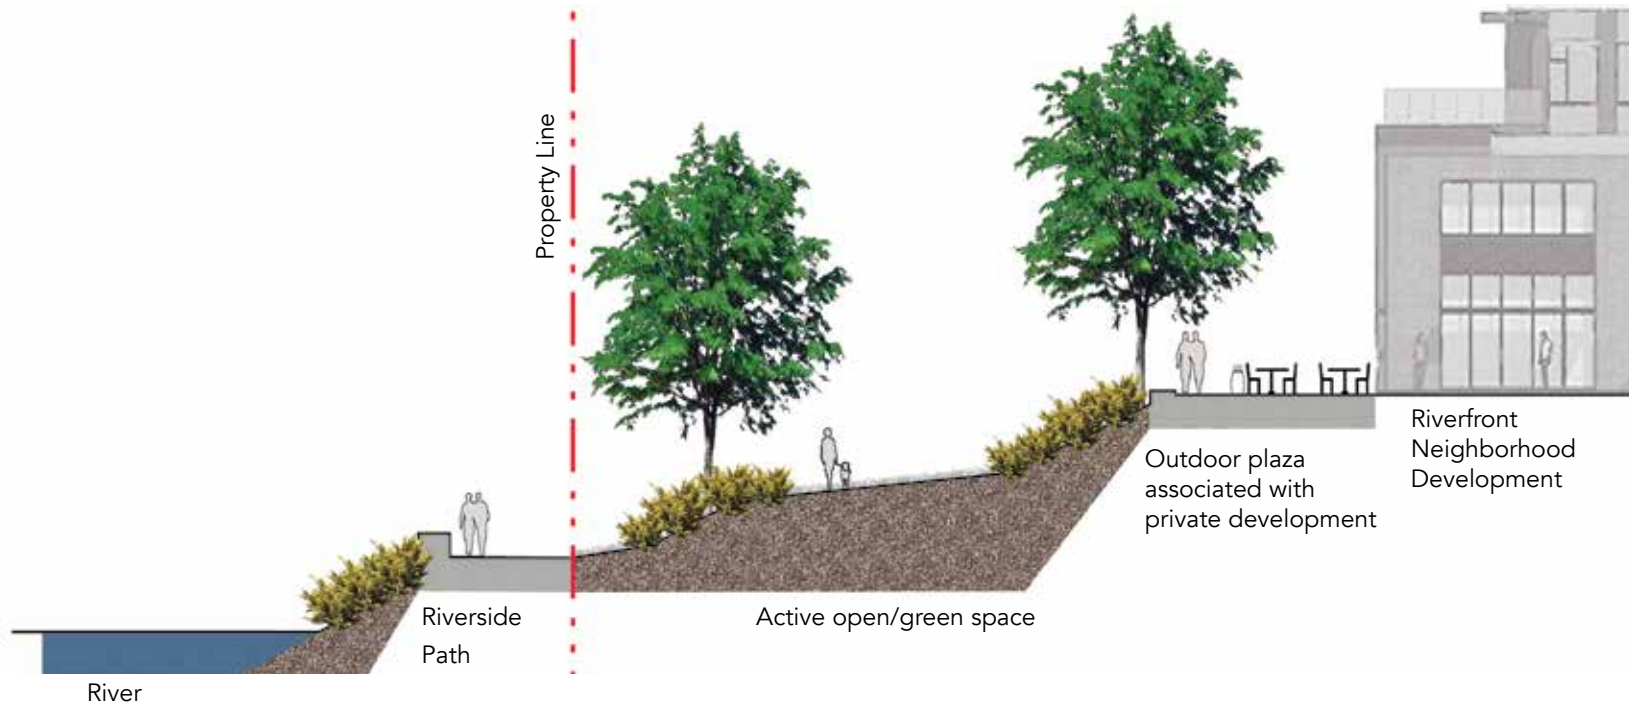 Property Line
Riverfront
Neighborhood
Development
Outdoor plaza
associated with
private development
Active open/green space
Riverside
Path
River